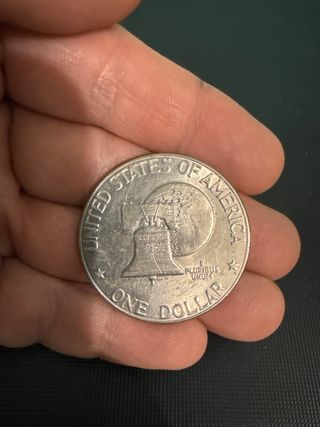 UNITED STATES OF AMERICA
E
PLURIBUS
UNUM
ONE DOLLAR